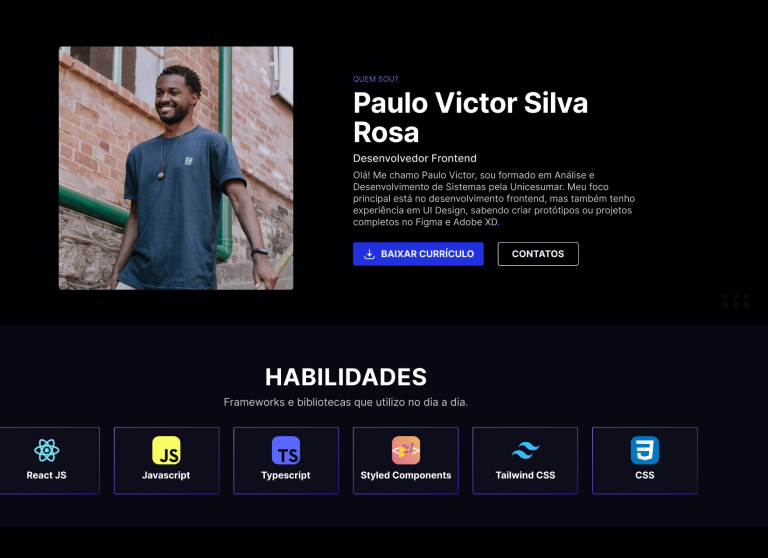 QUEM SOU?
Paulo Victor Silva
Rosa
Desenvolvedor Frontend
Olá! Me chamo Paulo Victor, sou formado em Análise e
Desenvolvimento de Sistemas pela Unicesumar. Meu foco
principal está no desenvolvimento frontend, mas também tenho
experiência em UI Design, sabendo criar protótipos ou projetos
completos no Figma e Adobe XD.
BAIXAR CURRÍCULO
CONTATOS
HABILIDADES
Frameworks e bibliotecas que utilizo no dia a dia.
JS
TS
React JS
Javascript
Typescript
Styled Components
Tailwind CSS
CSS